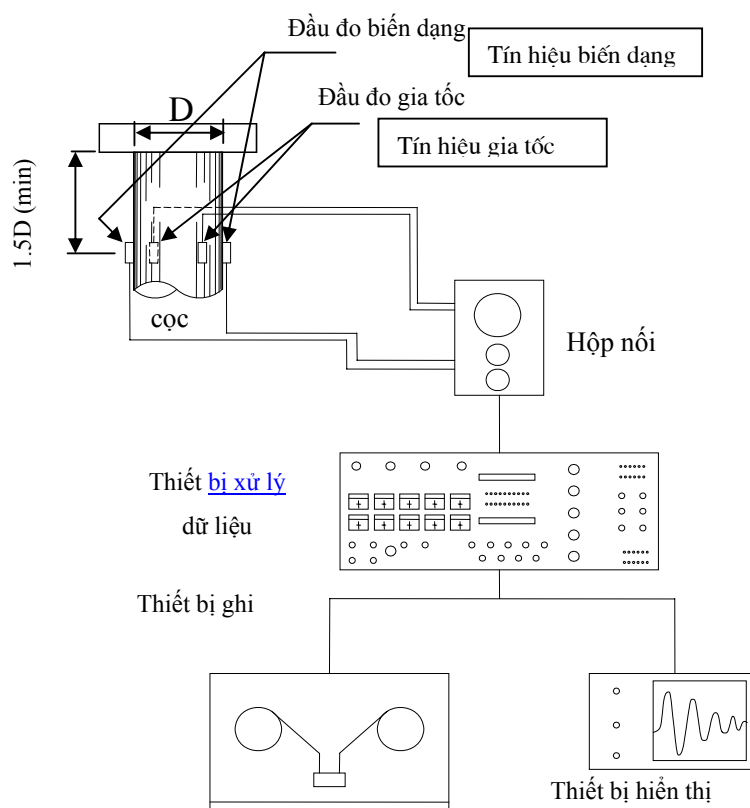 Đầu đo biến dạng
Tín hiệu biến dạng
Đầu đo gia tốc
Tín hiệu gia tốc
D
1.5D (min)
cọc
Hộp nối
Thiết bị xử lý
dữ liệu
Thiết bị ghi
Thiết bị hiển thị